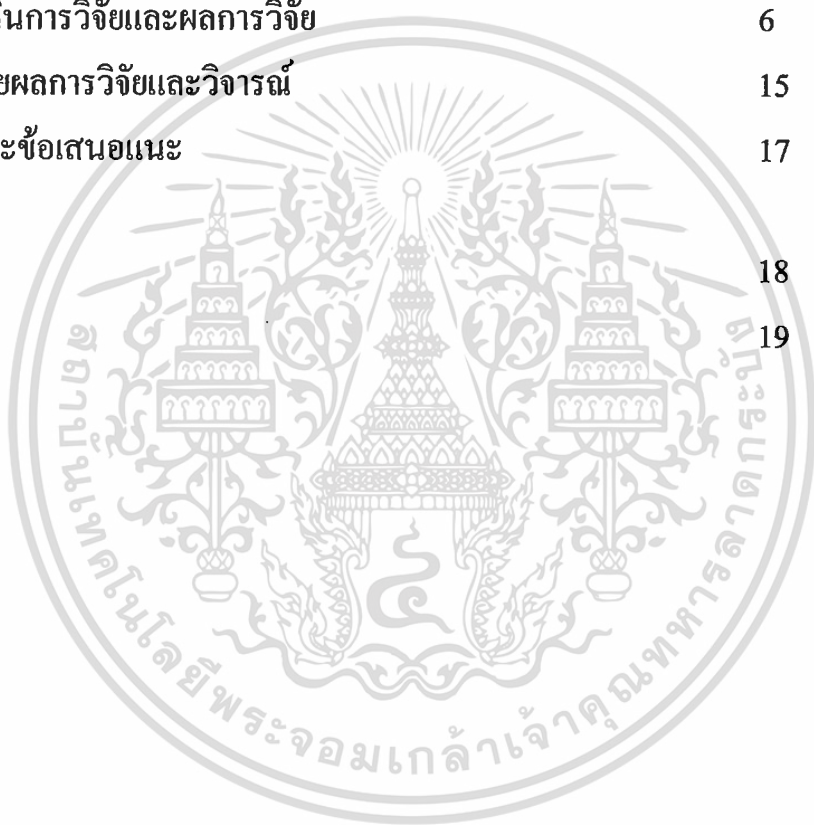 นการวิจัยและผลการวิจัย 6
ยผลการวิจัยและวิจารณ์ 15
ะข้อเสนอแนะ 17
18
19
สถาบันเทคโนโลยีพระจอมเกล้าเจ้าคุณทหารลาดกระบัง
๔